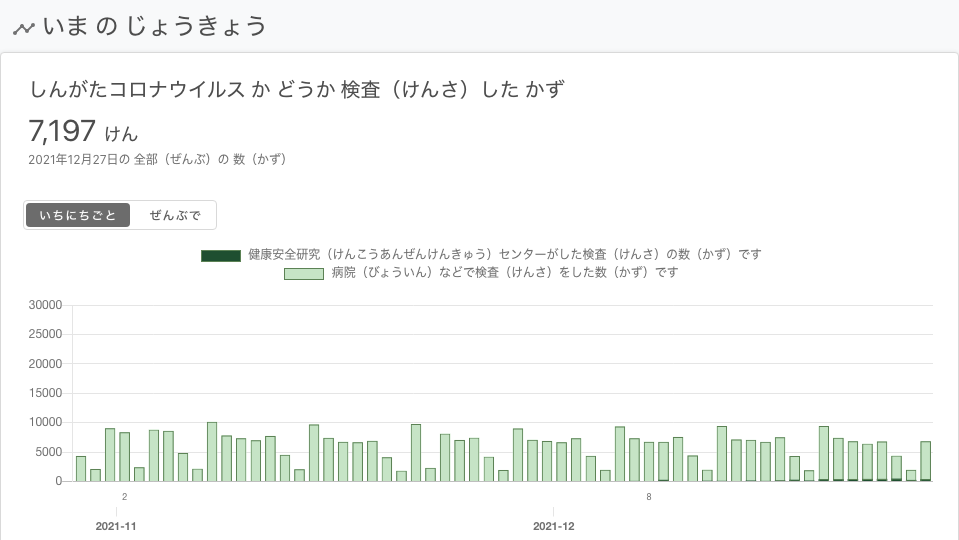 いま の じょうきょう
しんがたコロナウイルス か どうか 検査（けんさ）した かず
7,197 けん
2021年12月27日の 全部（ぜんぶ）の 数（かず）
いちにちごと ぜんぶで
健康安全研究（けんこうあんぜんけんきゅう）センターがした検査（けんさ）の数（かず）です
病院（びょういん）などで検査（けんさ）をした数（かず）です
30000
25000
20000
15000
10000
5000
0
2 8
2021-11 2021-12